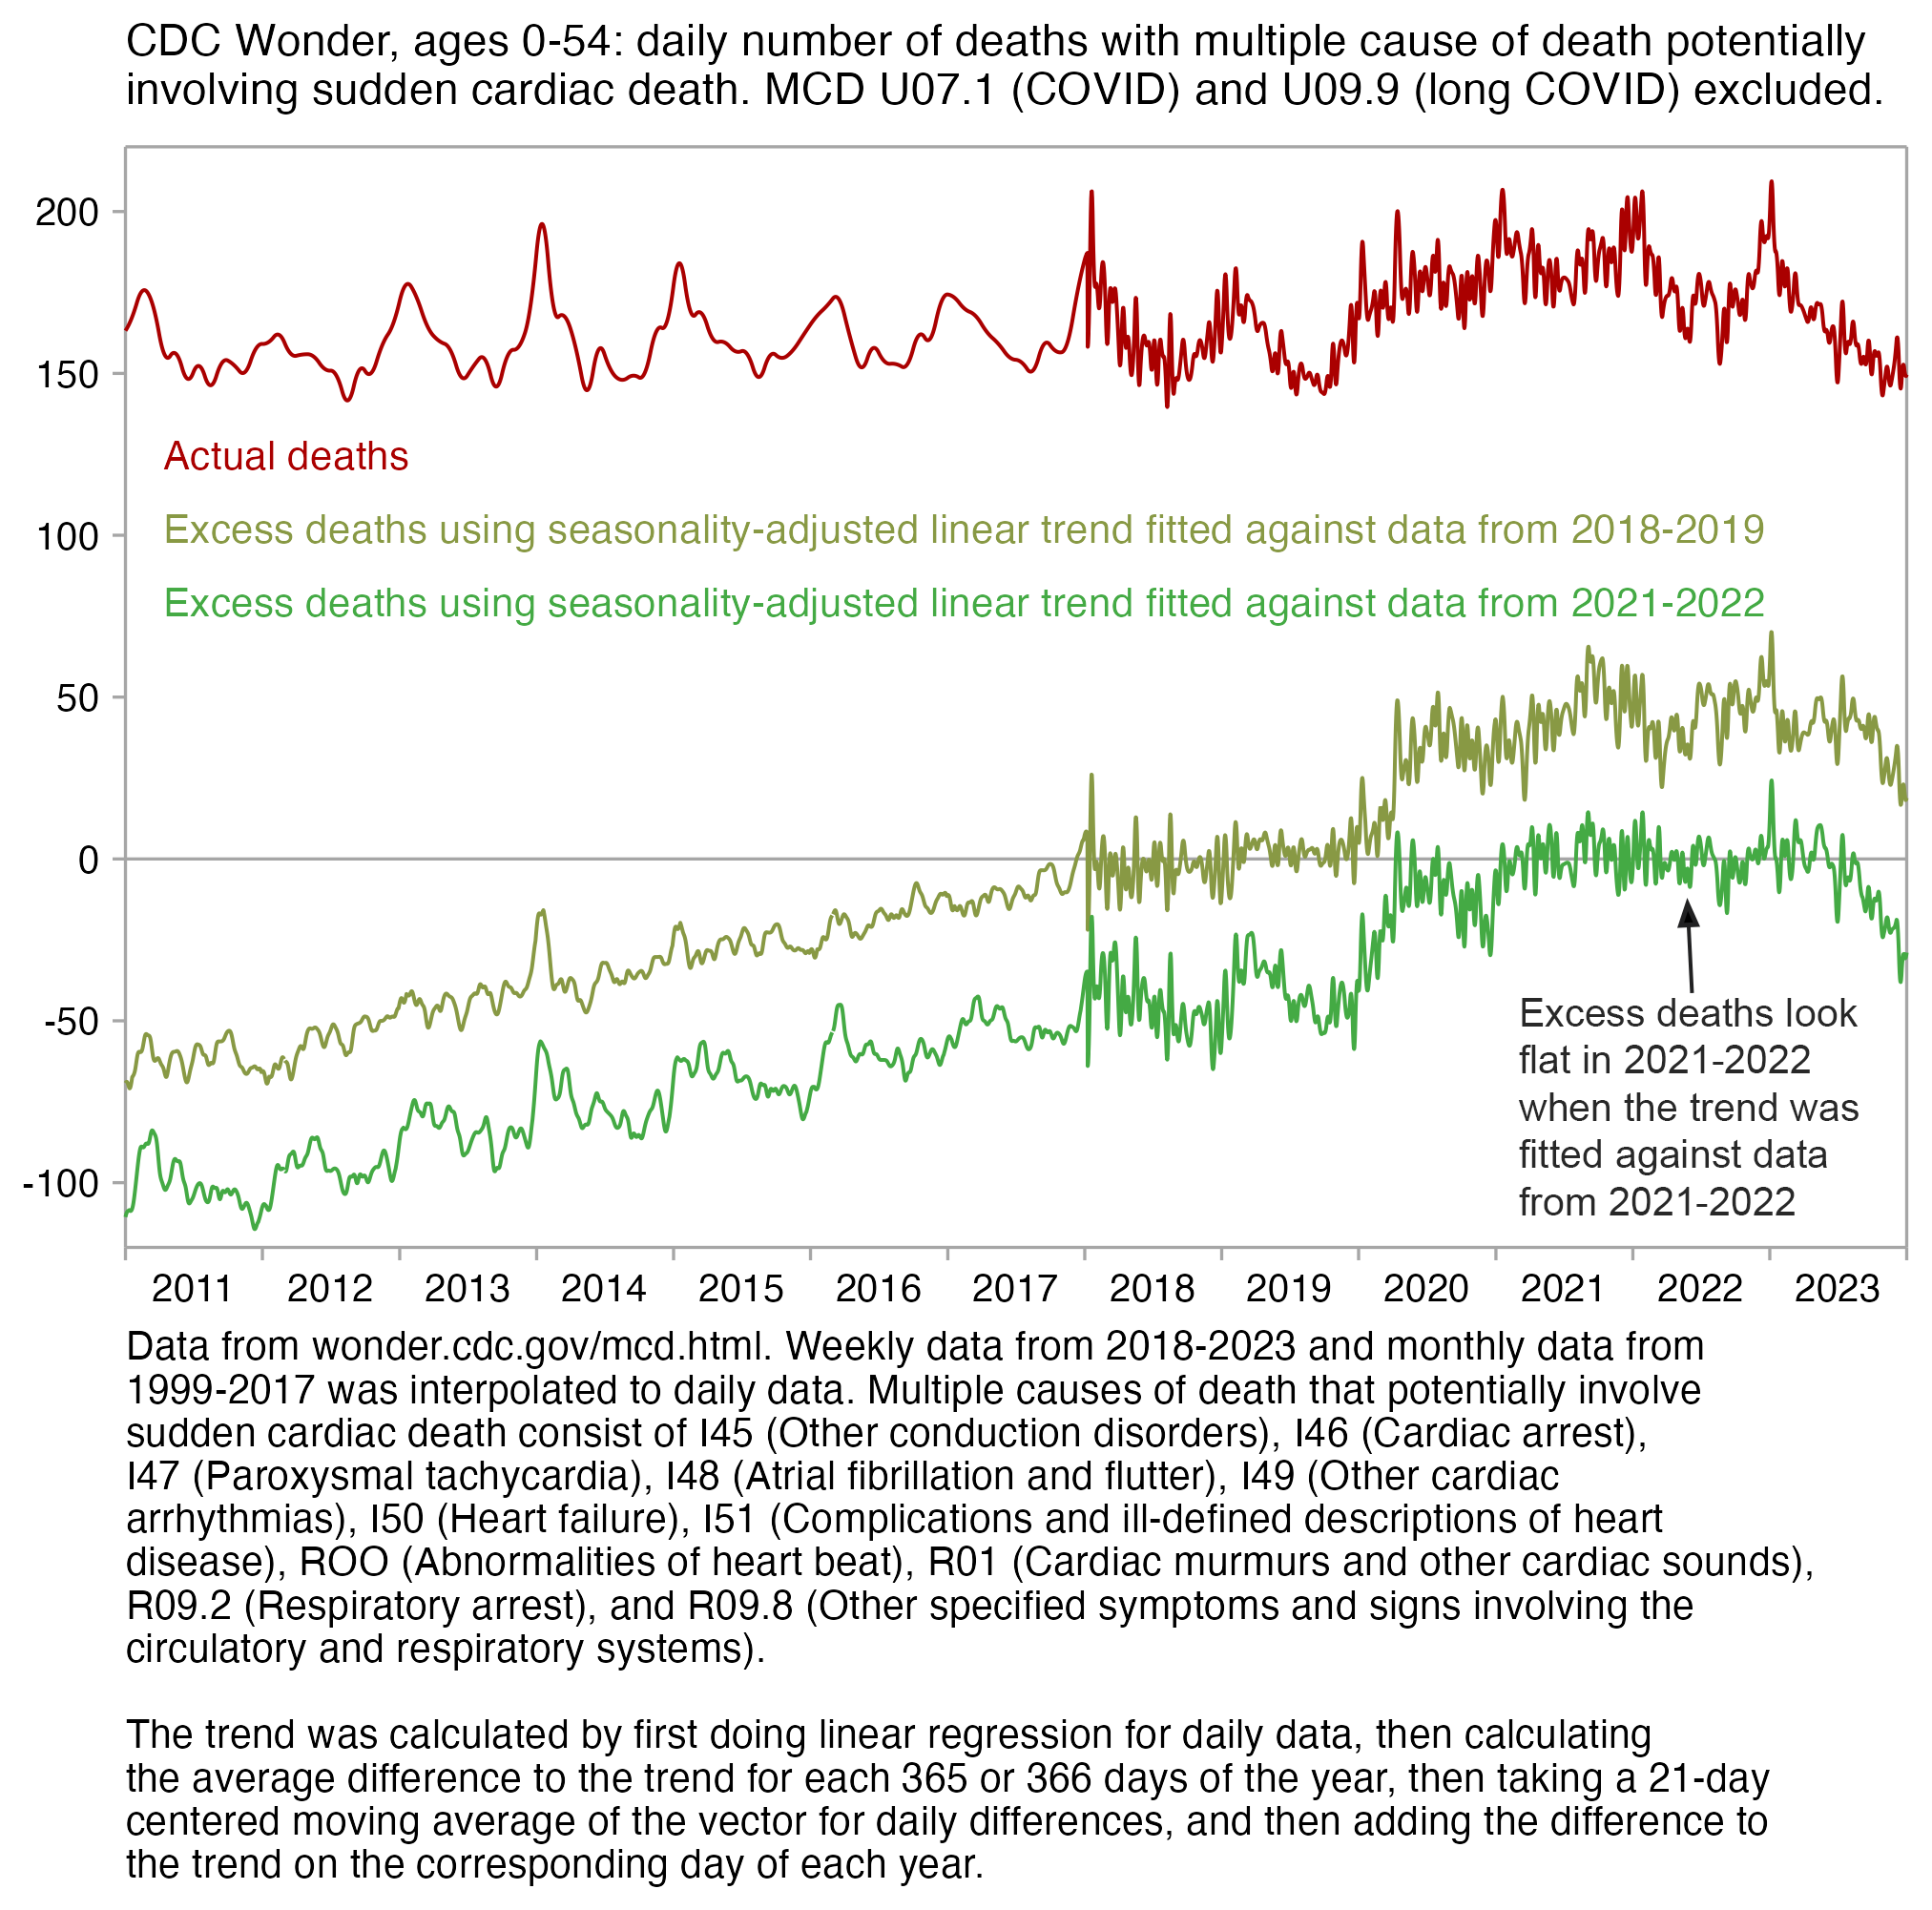 CDC Wonder, ages 0-54: daily number of deaths with multiple cause of death potentially
involving sudden cardiac death. MCD U07.1 (COVID) and U09.9 (long COVID) excluded.
200
150
100
50
0
-50
-100
Actual deaths
Excess deaths using seasonality-adjusted linear trend fitted against data from 2018-2019
Excess deaths using seasonality-adjusted linear trend fitted against data from 2021-2022
Excess deaths look
flat in 2021-2022
when the trend was
fitted against data
from 2021-2022
2011 2012 2013 2014 2015 2016 2017 2018 2019 2020 2021 2022 2023
Data from wonder.cdc.gov/mcd.html. Weekly data from 2018-2023 and monthly data from
1999-2017 was interpolated to daily data. Multiple causes of death that potentially involve
sudden cardiac death consist of I45 (Other conduction disorders), I46 (Cardiac arrest),
I47 (Paroxysmal tachycardia), I48 (Atrial fibrillation and flutter), I49 (Other cardiac
arrhythmias), I50 (Heart failure), I51 (Complications and ill-defined descriptions of heart
disease), ROO (Abnormalities of heart beat), R01 (Cardiac murmurs and other cardiac sounds),
R09.2 (Respiratory arrest), and R09.8 (Other specified symptoms and signs involving the
circulatory and respiratory systems).
The trend was calculated by first doing linear regression for daily data, then calculating
the average difference to the trend for each 365 or 366 days of the year, then taking a 21-day
centered moving average of the vector for daily differences, and then adding the difference to
the trend on the corresponding day of each year.